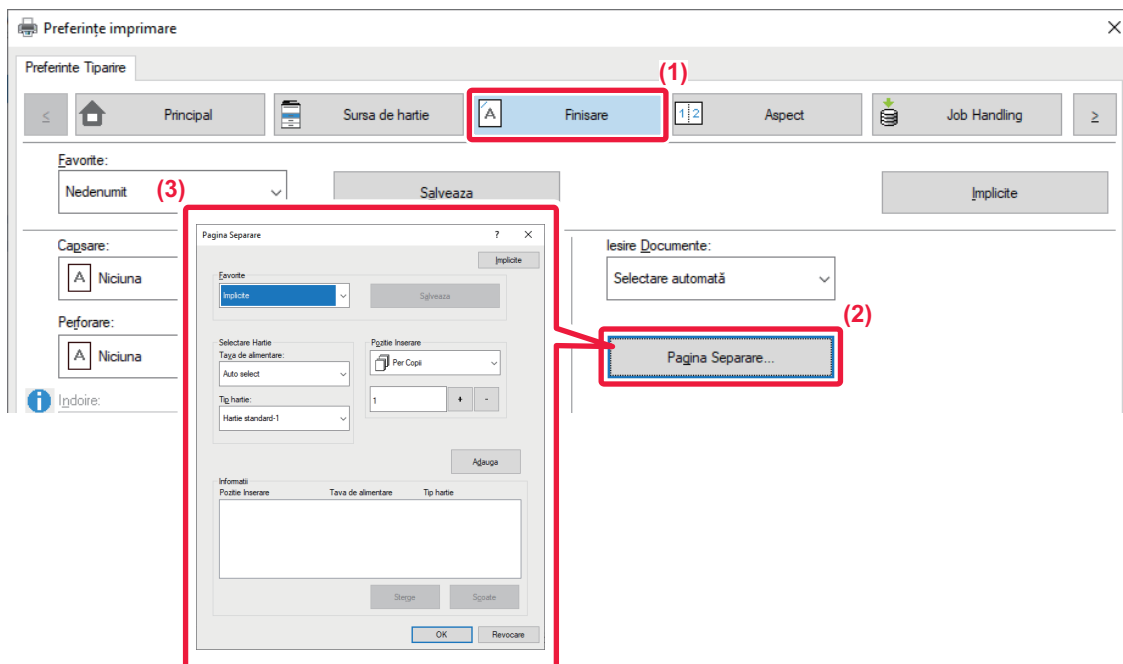 Preferințe imprimare
Preferinte Tiparire
(1)
≤ Principal Sursa de hartie A Finisare 1 2 Aspect Job Handling ≥
Favorite:
Nedenumit (3) Salveaza Implicite
Capsare:
A Niciuna
Perforare:
A Niciuna
Indoire:
Pagina Separare ?
Implicite
Favorite
Implicite Salveaza
Selectare Hartie
Tava de alimentare:
Auto select
Tip hartie:
Hartie standard-1
Pozitie Inserare
Per Copii
1 + -
Adauga
Informatii
Pozitie Inserare Tava de alimentare Tip hartie
Sterge Scoate
OK Revocare
Iesire Documente:
Selectare automată
(2)
Pagina Separare...